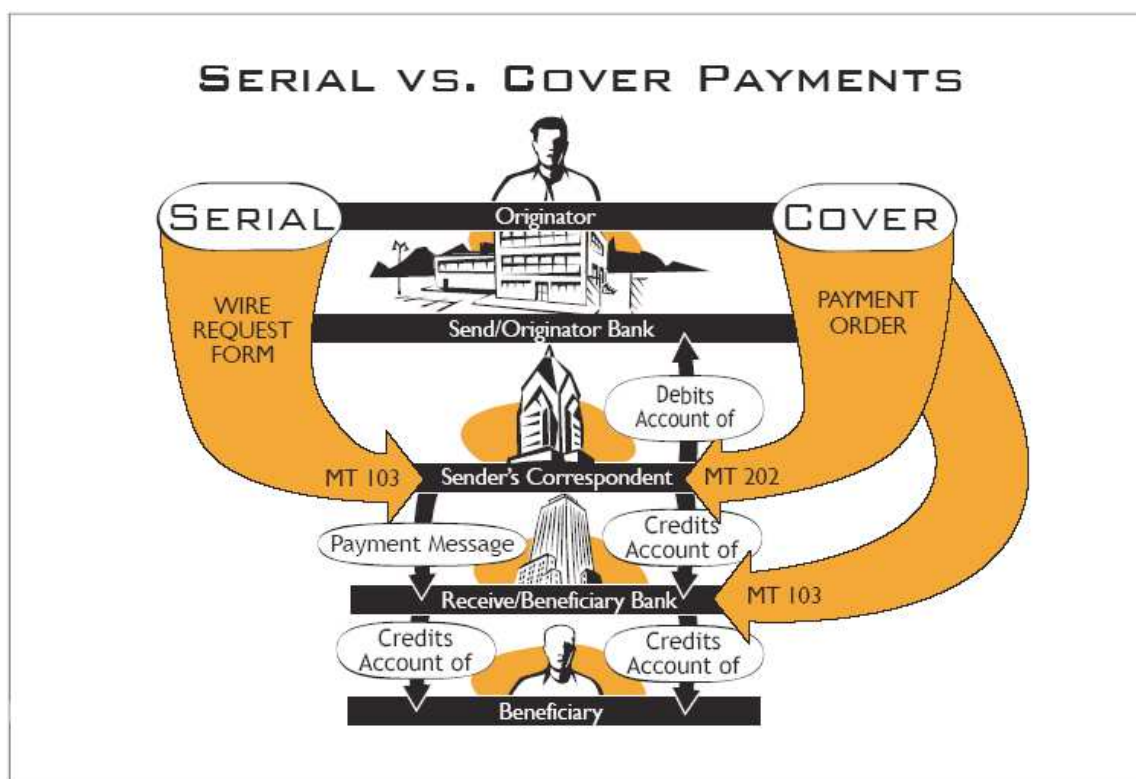 SERIAL VS. COVER PAYMENTS
SERIAL
Originator
COVER
WIRE
REQUEST
FORM
PAYMENT
ORDER
Send/Originator Bank
Debits
Account of
MT 103
Sender's Correspondent
MT 202
Payment Message
Credits
Account of
Receive/Beneficiary Bank
MT 103
Credits
Account of
Credits
Account of
Beneficiary